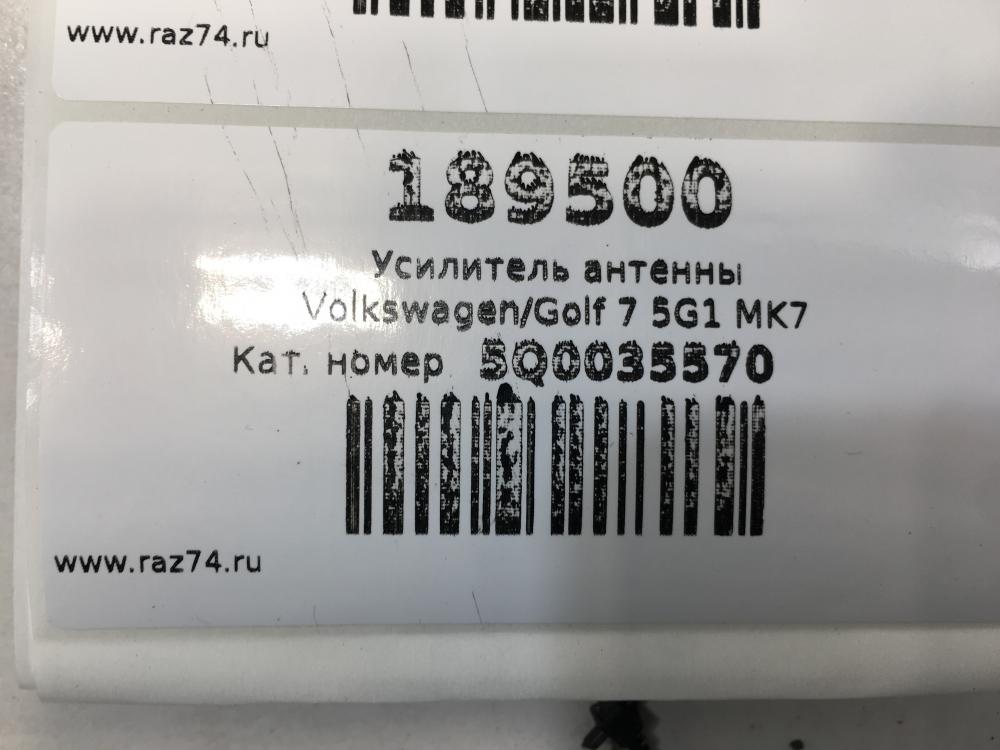 www.raz74.ru
189500
Усилитель антенны
Volkswagen/Golf 7 5G1 MK7
Кат. номер 5Q0035570
www.raz74.ru